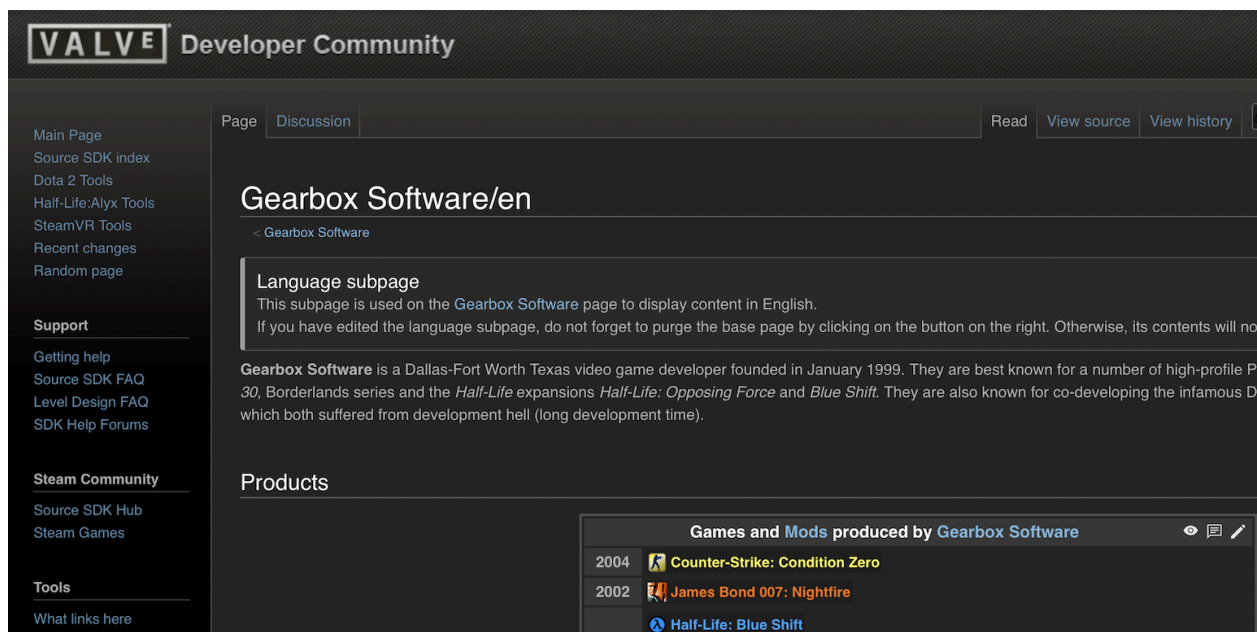 VALVE Developer Community
Main Page
Source SDK index
Dota 2 Tools
Half-Life:Alyx Tools
SteamVR Tools
Recent changes
Random page
Support
Getting help
Source SDK FAQ
Level Design FAQ
SDK Help Forums
Steam Community
Source SDK Hub
Steam Games
Tools
What links here
Page Discussion Read View source View history
Gearbox Software/en
< Gearbox Software
Language subpage
This subpage is used on the Gearbox Software page to display content in English.
If you have edited the language subpage, do not forget to purge the base page by clicking on the button on the right. Otherwise, its contents will no
Gearbox Software is a Dallas-Fort Worth Texas video game developer founded in January 1999. They are best known for a number of high-profile P
30, Borderlands series and the Half-Life expansions Half-Life: Opposing Force and Blue Shift. They are also known for co-developing the infamous D
which both suffered from development hell (long development time).
Products
Games and Mods produced by Gearbox Software
2004 Counter-Strike: Condition Zero
2002 James Bond 007: Nightfire
Half-Life: Blue Shift